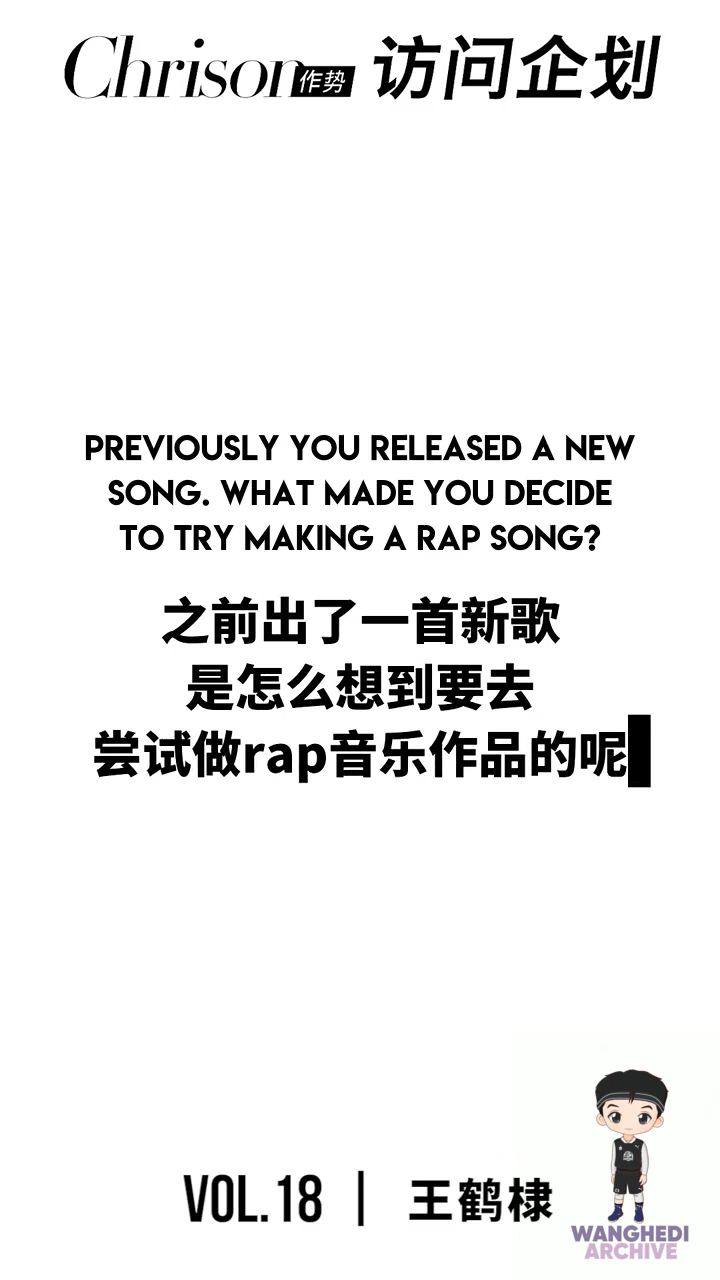 Chrison作势 访问企划
PREVIOUSLY YOU RELEASED A NEW
SONG. WHAT MADE YOU DECIDE
TO TRY MAKING A RAP SONG?
之前出了一首新歌
是怎么想到要去
尝试做rap音乐作品的呢
VOL.18 | 王鹤棣
WANGHEDI
ARCHIVE